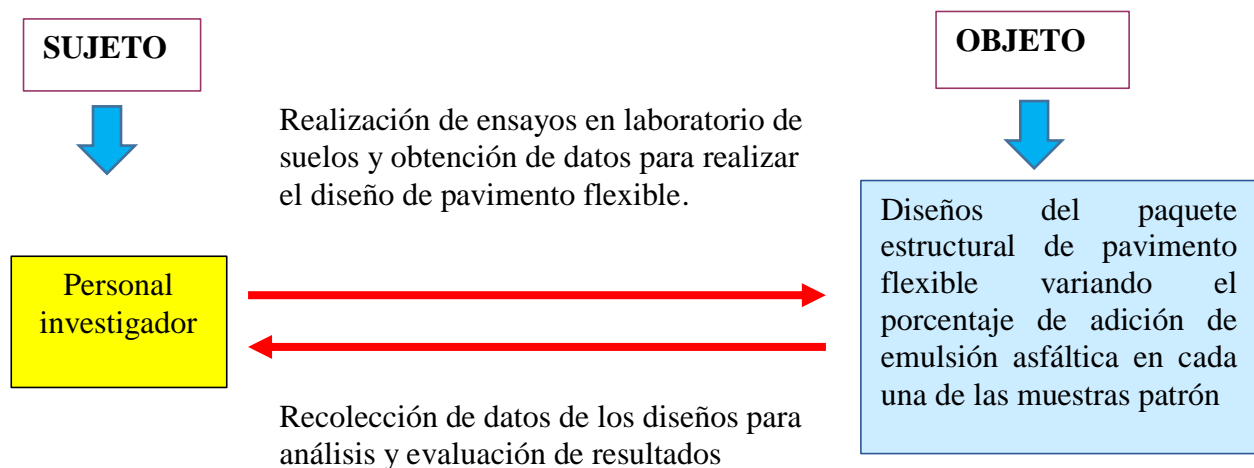 SUJETO
OBJETO
Realización de ensayos en laboratorio de
suelos y obtención de datos para realizar
el diseño de pavimento flexible.
Personal
investigador
Diseños del paquete
estructural de pavimento
flexible variando el
porcentaje de adición de
emulsión asfáltica en cada
una de las muestras patrón
Recolección de datos de los diseños para
análisis y evaluación de resultados